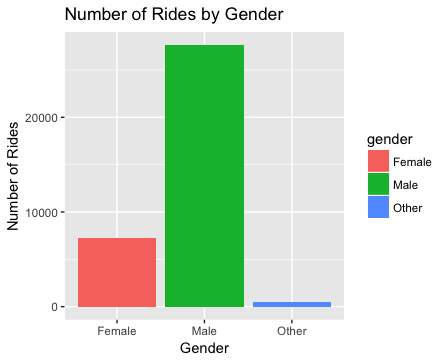 Number of Rides by Gender
Number of Rides
20000
10000
0
Female
Male
Other
Gender
gender
Female
Male
Other